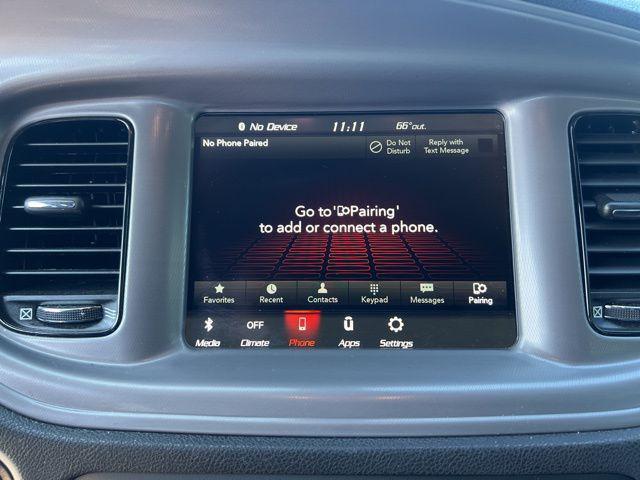 No Device 11:11 66°out.
No Phone Paired
Do Not
Disturb
Reply with
Text Message
Go to 'Pairing'
to add or connect a phone.
Favorites Recent Contacts Keypad Messages Pairing
OFF
Media Climate Phone Apps Settings